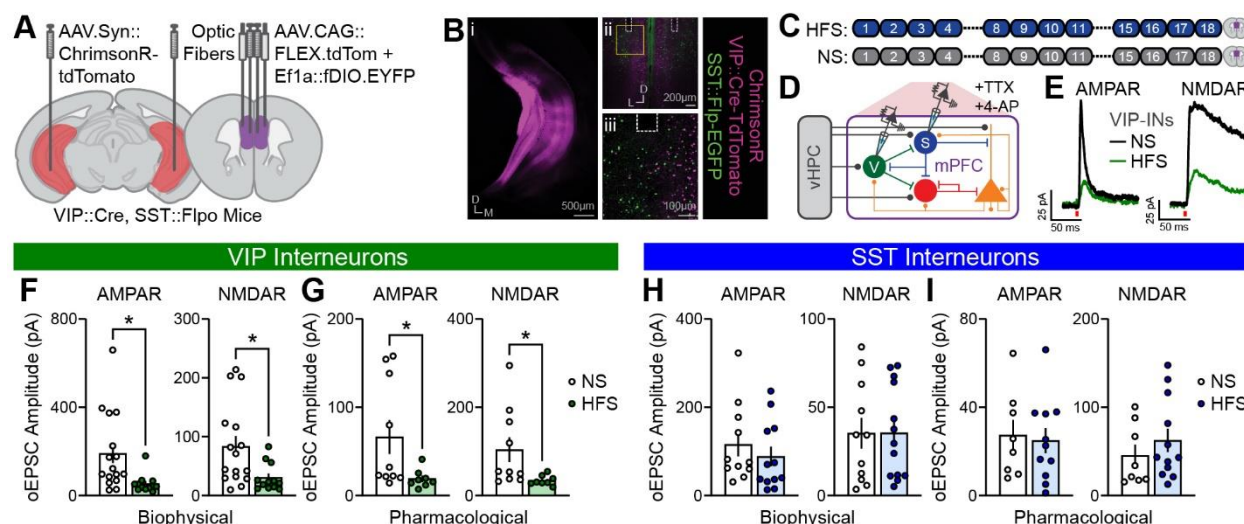 A
AAV.Syn::
ChrimsonR-
tdTomato
Optic
Fibers
AAV.CAG::
FLEX.tdTom +
Ef1a::fDIO.EYFP
VIP::Cre, SST::Flpo Mice
B
i
D
M
500μm
ii
D
L
200μm
iii
100μm
ChrimsonR
VIP::Cre-TdTomato
SST::Flp-EGFP
C
HFS: 1 2 3 4 8 9 10 11 15 16 17 18
NS: 1 2 3 4 8 9 10 11 15 16 17 18
D
+TTX
+4-AP
vHPC
V
S
mPFC
E
AMPAR NMDAR
VIP-INs
NS
HFS
25 pA
50 ms
25 pA
50 ms
VIP Interneurons
SST Interneurons
F
AMPAR NMDAR
oEPSC Amplitude (pA)
800
400
0
*
300
200
100
0
*
Biophysical
G
AMPAR NMDAR
oEPSC Amplitude (pA)
200
100
0
*
400
200
0
*
NS
HFS
Pharmacological
H
AMPAR NMDAR
oEPSC Amplitude (pA)
400
200
0
100
50
0
Biophysical
I
AMPAR NMDAR
oEPSC Amplitude (pA)
80
40
0
200
100
0
NS
HFS
Pharmacological